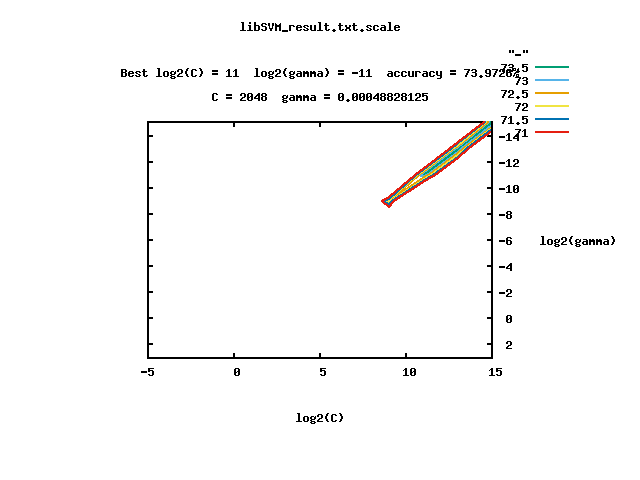 libSVM_result.txt.scale
"-"
Best log2(C) = 11  log2(gamma) = -11  accuracy = 73.9726%
73.5
73
72.5
C = 2048  gamma = 0.00048828125
72
71.5
71
-14
-12
-10
-8
-6
log2(gamma)
-4
-2
0
2
-5 0 5 10 15
log2(C)